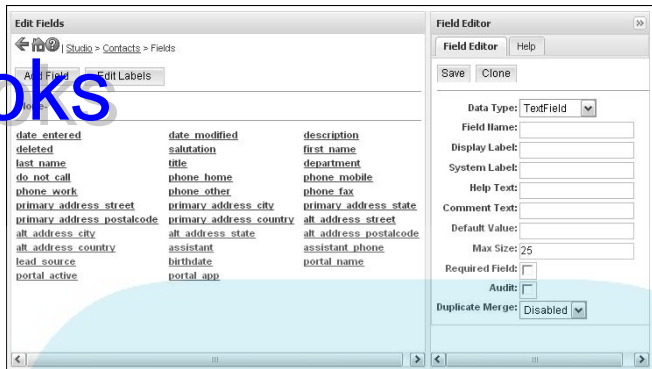 Edit Fields
| Studio > Contacts > Fields
Add Field Edit Labels
oks
date_entered date_modified description
deleted salutation first_name
last_name title department
do_not_call phone_home phone_mobile
phone_work phone_other phone_fax
primary_address_street primary_address_city primary_address_state
primary_address_postalcode primary_address_country alt_address_street
alt_address_city alt_address_state alt_address_postalcode
alt_address_country assistant assistant_phone
lead_source birthdate portal_name
portal_active portal_app
Field Editor
Field Editor Help
Save Clone
Data Type: TextField
Field Name:
Display Label:
System Label:
Help Text:
Comment Text:
Default Value:
Max Size: 25
Required Field:
Audit:
Duplicate Merge: Disabled